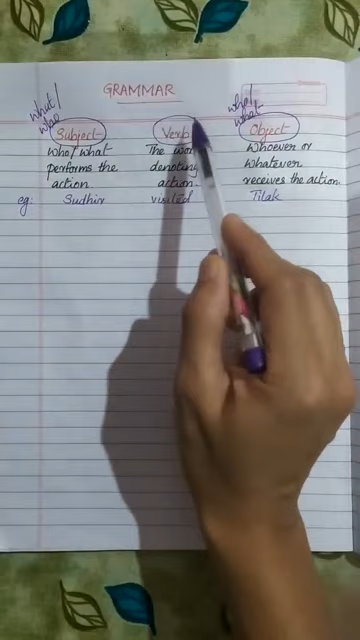 GRAMMAR
what/ who
who/ what
Subject Verb Object
who/what The Whoever or
performs the denoting whatever
action action receives the action.
eg: Sudhir visited Tilak